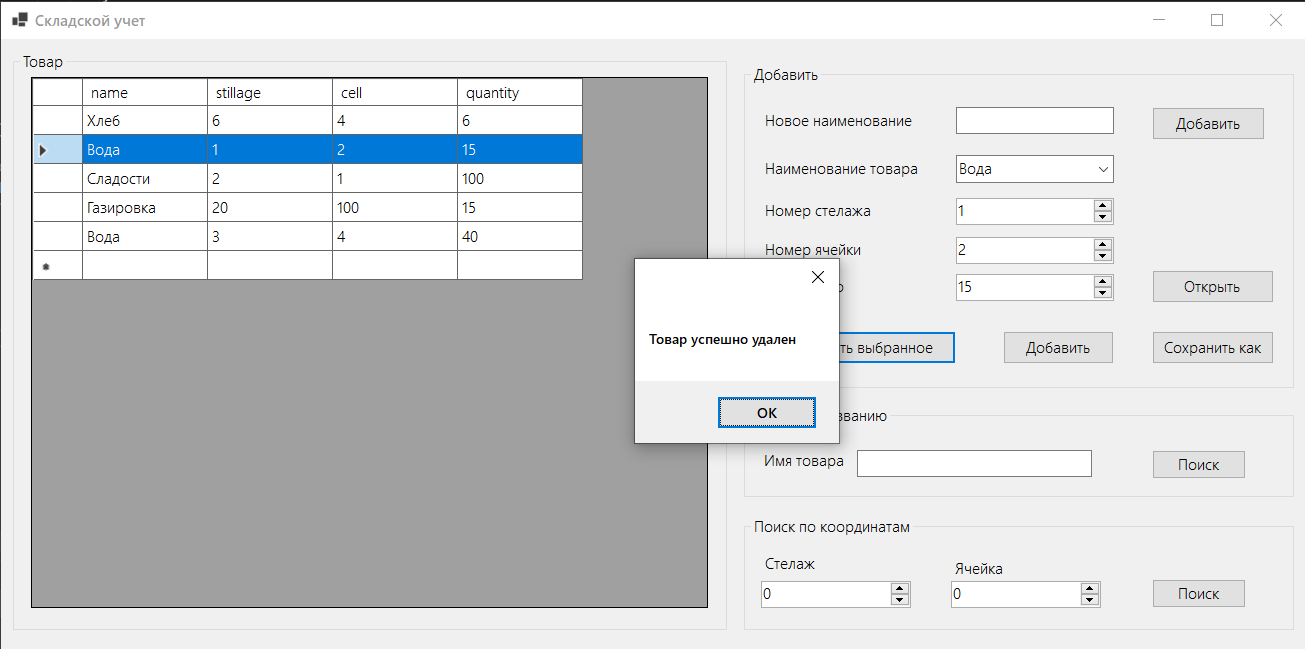 Складской учет
Товар
name stillage cell quantity
Хлеб 6 4 6
Вода 1 2 15
Сладости 2 1 100
Газировка 20 100 15
Вода 3 4 40
Добавить
Новое наименование
Добавить
Наименование товара Вода
Номер стелажа 1
Номер ячейки 2
15 Открыть
выбранное Добавить Сохранить как
Товар успешно удален
OK
Имя товара Поиск
Поиск по координатам
Стелаж Ячейка
0 0 Поиск